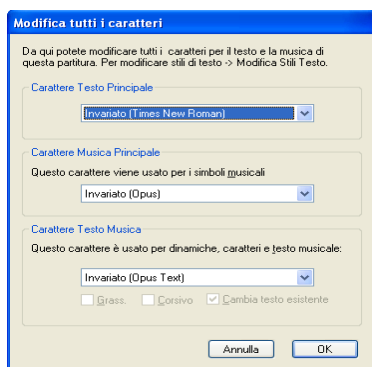 Modifica tutti i caratteri
Da qui potete modificare tutti i caratteri per il testo e la musica di
questa partitura. Per modificare stili di testo -> Modifica Stili Testo.
Carattere Testo Principale
Invariato (Times New Roman)
Carattere Musica Principale
Questo carattere viene usato per i simboli musicali
Invariato (Opus)
Carattere Testo Musica
Questo carattere è usato per dinamiche, caratteri e testo musicale:
Invariato (Opus Text)
Grass. Corsivo Cambia testo esistente
Annulla OK